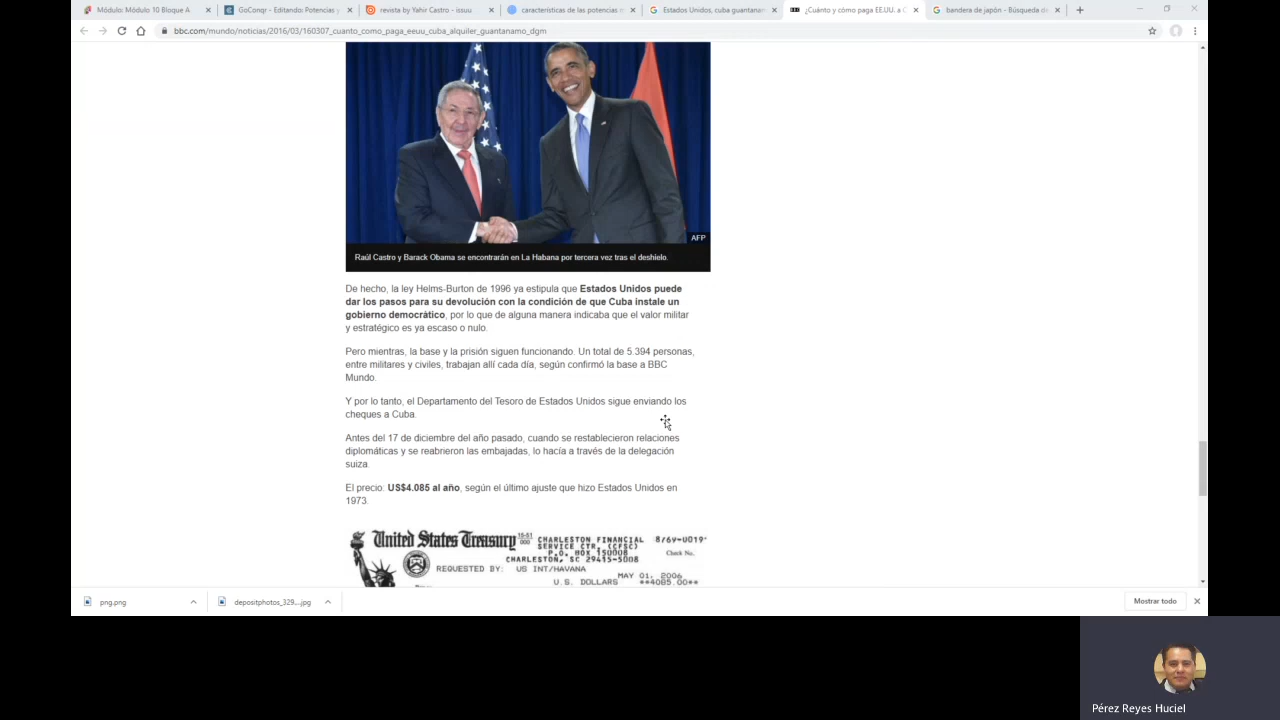 Módulo: Módulo 10 Bloque A
GoConqr - Editando: Potencias y
revista by Yahir Castro - issuu
características de las potencias m
Estados Unidos, cuba guantanam
¿Cuánto y cómo paga EE.UU. a C
bandera de japón - Búsqueda de
bbc.com/mundo/noticias/2016/03/160307_cuanto_como_paga_eeuu_cuba_alquiler_guantanamo_dgm
AFP
Raúl Castro y Barack Obama se encontrarán en La Habana por tercera vez tras el deshielo.
De hecho, la ley Helms-Burton de 1996 ya estipula que Estados Unidos puede
dar los pasos para su devolución con la condición de que Cuba instale un
gobierno democrático, por lo que de alguna manera indicaba que el valor militar
y estratégico es ya escaso o nulo.
Pero mientras, la base y la prisión siguen funcionando. Un total de 5.394 personas,
entre militares y civiles, trabajan allí cada día, según confirmó la base a BBC
Mundo.
Y por lo tanto, el Departamento del Tesoro de Estados Unidos sigue enviando los
cheques a Cuba.
Antes del 17 de diciembre del año pasado, cuando se restablecieron relaciones
diplomáticas y se reabrieron las embajadas, lo hacía a través de la delegación
suiza.
El precio: US$4.085 al año, según el último ajuste que hizo Estados Unidos en
1973.
United States Treasury 15-51 000 CHARLESTON FINANCIAL
SERVICE CTR. (CFSC)
P.O. BOX 150008 Check No.
CHARLESTON, SC 29415-5008
REQUESTED BY: US INT/HAVANA
MAY 01, 2006
U.S. DOLLARS **4085.00**
png.png
depositphotos_329....jpg
Mostrar todo
Pérez Reyes Huciel